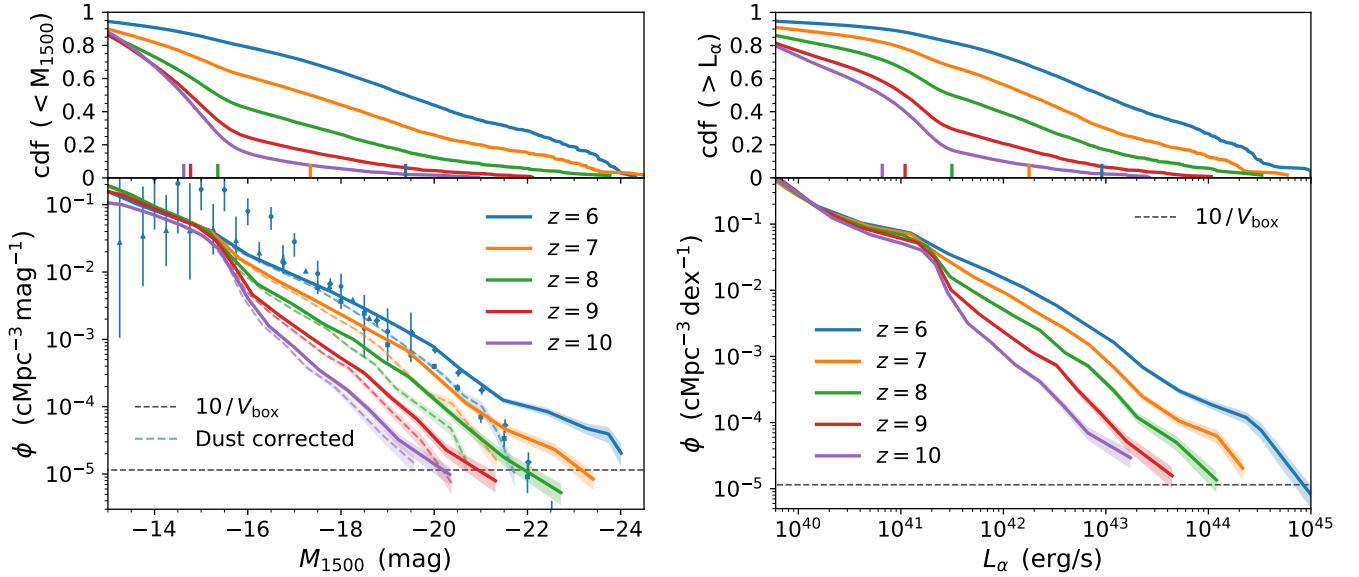 cdf ( < M₁₅₀₀)
1
0.8
0.6
0.4
0.2
0
ϕ (cMpc⁻³ mag⁻¹)
10⁻¹
10⁻²
10⁻³
10⁻⁴
10⁻⁵
z = 6
z = 7
z = 8
z = 9
z = 10
10 / V_box
Dust corrected
−14 −16 −18 −20 −22 −24
M₁₅₀₀ (mag)
cdf ( > L_α)
1
0.8
0.6
0.4
0.2
0
ϕ (cMpc⁻³ dex⁻¹)
10⁻¹
10⁻²
10⁻³
10⁻⁴
10⁻⁵
10 / V_box
z = 6
z = 7
z = 8
z = 9
z = 10
10⁴⁰ 10⁴¹ 10⁴² 10⁴³ 10⁴⁴ 10⁴⁵
L_α (erg/s)